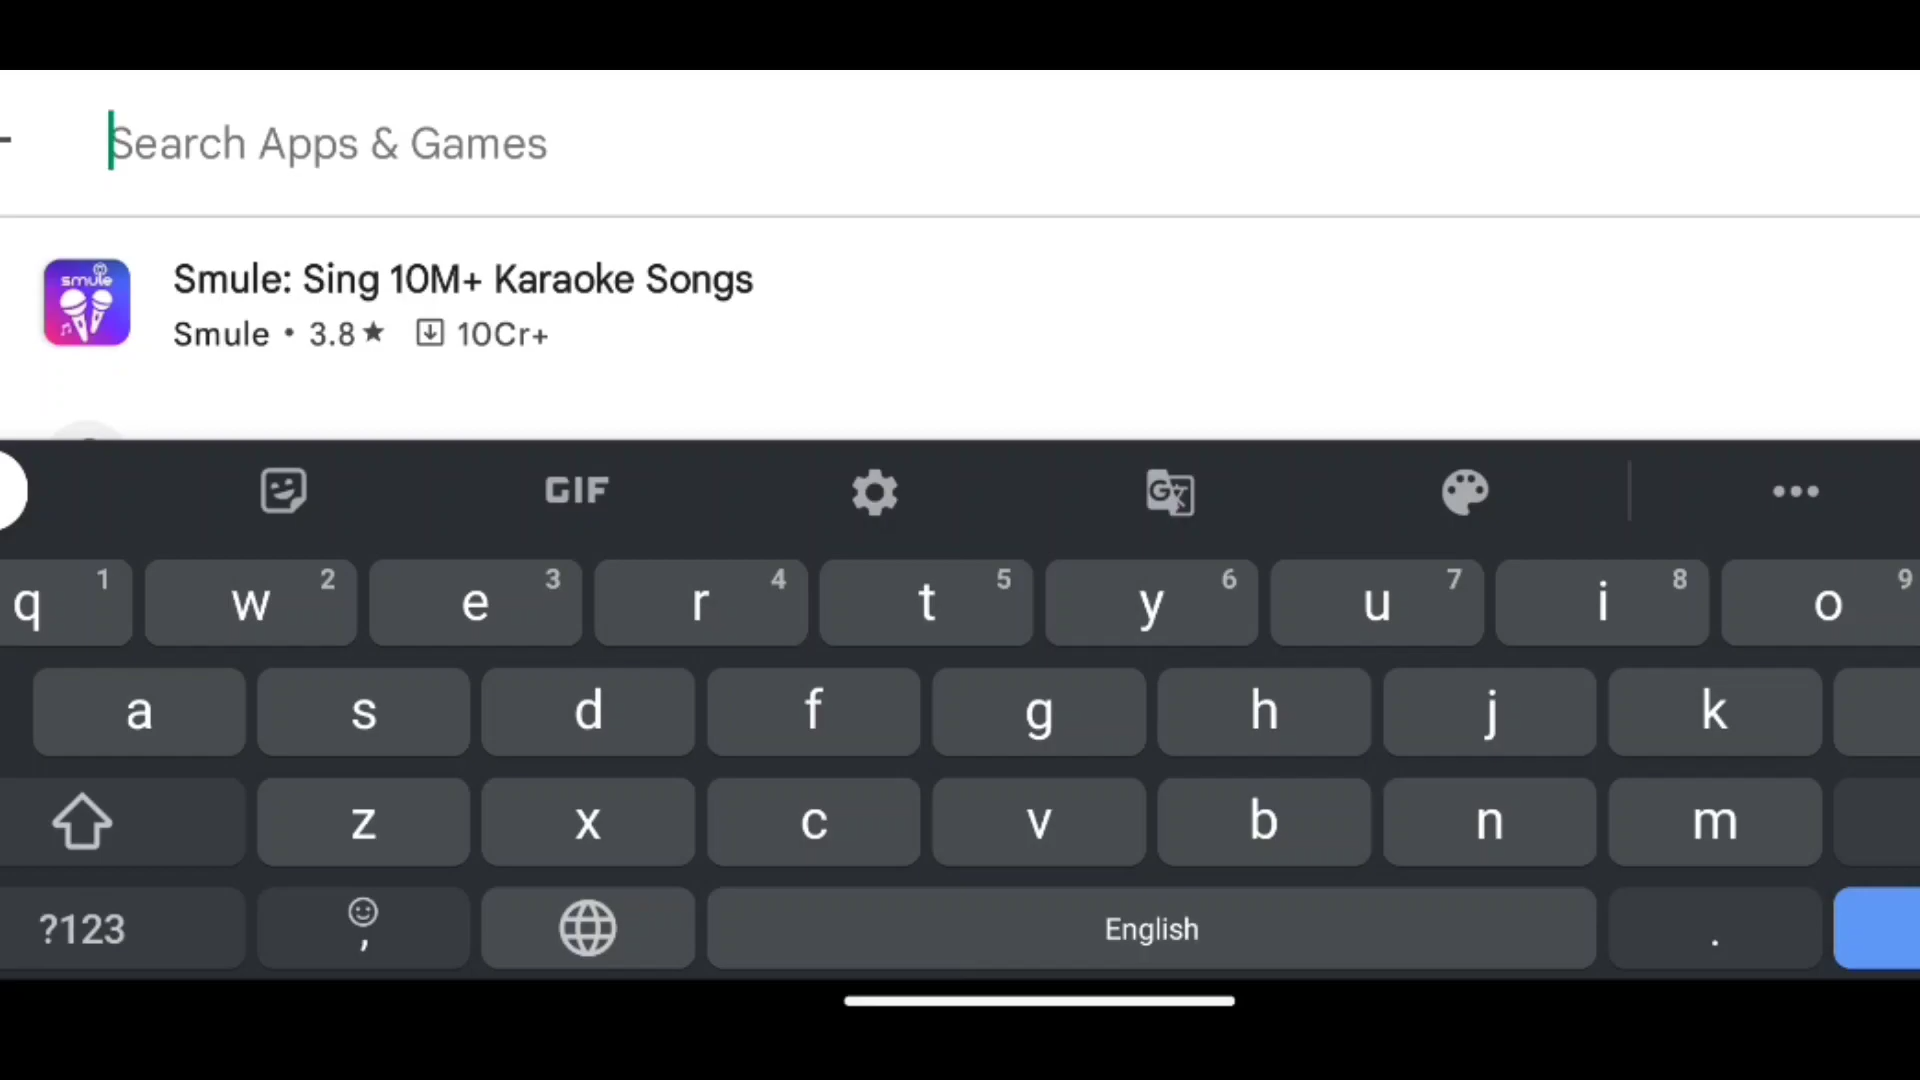 Search Apps & Games
smule
Smule: Sing 10M+ Karaoke Songs
Smule • 3.8★ 10Cr+
GIF
G
q 1 w 2 e 3 r 4 t 5 y 6 u 7 i 8 o 9
a s d f g h j k
z x c v b n m
?123 , English .